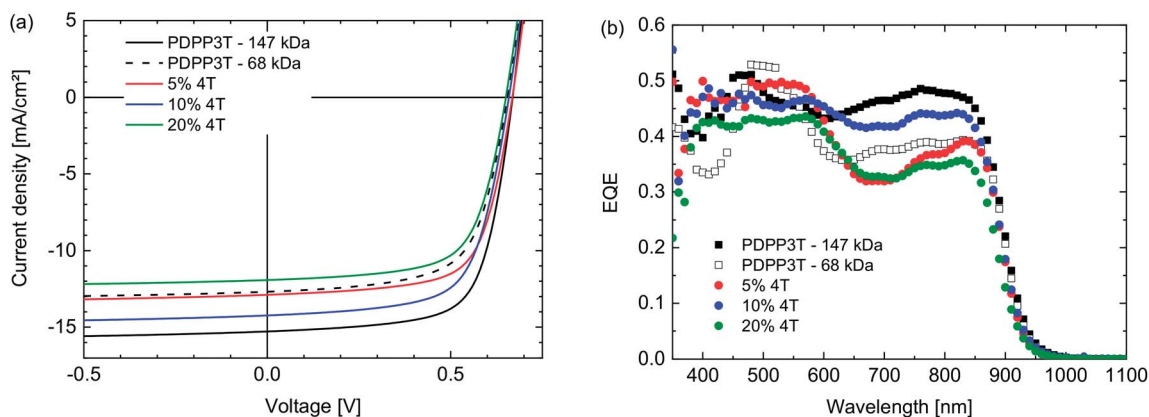 (a)
5
0
-5
-10
-15
Current density [mA/cm²]
PDPP3T - 147 kDa
PDPP3T - 68 kDa
5% 4T
10% 4T
20% 4T
-0.5
0.0
0.5
Voltage [V]
(b)
0.6
0.5
0.4
0.3
0.2
0.1
0.0
EQE
PDPP3T - 147 kDa
PDPP3T - 68 kDa
5% 4T
10% 4T
20% 4T
400 500 600 700 800 900 1000 1100
Wavelength [nm]